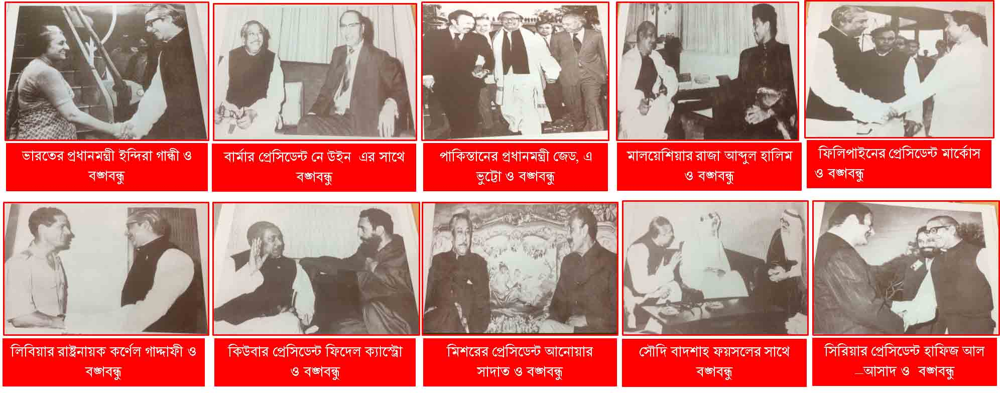 ভারতের প্রধানমন্ত্রী ইন্দিরা গান্ধী ও
বঙ্গবন্ধু
বার্মার প্রেসিডেন্ট নে উইন এর সাথে
বঙ্গবন্ধু
পাকিস্তানের প্রধানমন্ত্রী জেড, এ
ভুট্টো ও বঙ্গবন্ধু
মালয়েশিয়ার রাজা আব্দুল হালিম
ও বঙ্গবন্ধু
ফিলিপাইনের প্রেসিডেন্ট মার্কোস
ও বঙ্গবন্ধু
লিবিয়ার রাষ্ট্রনায়ক কর্ণেল গাদ্দাফী ও
বঙ্গবন্ধু
কিউবার প্রেসিডেন্ট ফিদেল ক্যাস্ট্রো
ও বঙ্গবন্ধু
মিশরের প্রেসিডেন্ট আনোয়ার
সাদাত ও বঙ্গবন্ধু
সৌদি বাদশাহ ফয়সলের সাথে
বঙ্গবন্ধু
সিরিয়ার প্রেসিডেন্ট হাফিজ আল
–আসাদ ও বঙ্গবন্ধু